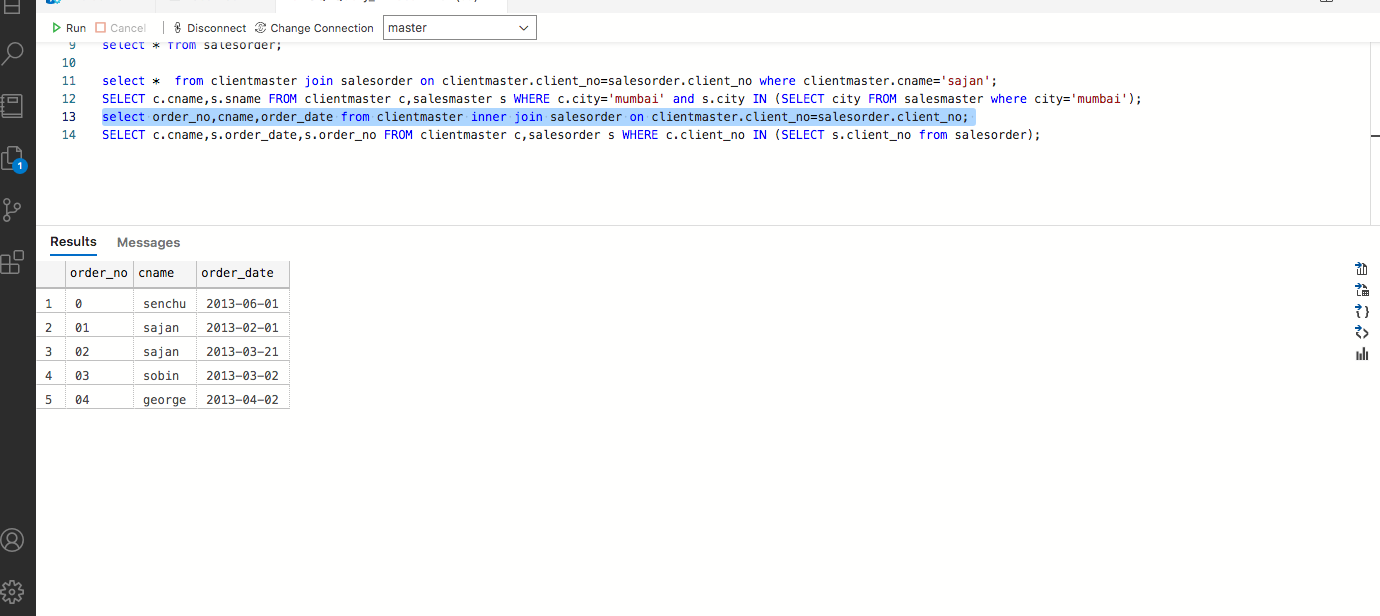 Run Cancel Disconnect Change Connection master
9 select * from salesorder;
10
11 select *  from clientmaster join salesorder on clientmaster.client_no=salesorder.client_no where clientmaster.cname='sajan';
12 SELECT c.cname,s.sname FROM clientmaster c,salesmaster s WHERE c.city='mumbai' and s.city IN (SELECT city FROM salesmaster where city='mumbai');
13 select order_no,cname,order_date from clientmaster inner join salesorder on clientmaster.client_no=salesorder.client_no;
14 SELECT c.cname,s.order_date,s.order_no FROM clientmaster c,salesorder s WHERE c.client_no IN (SELECT s.client_no from salesorder);
1
Results Messages
order_no cname order_date
1 0 senchu 2013-06-01
2 01 sajan 2013-02-01
3 02 sajan 2013-03-21
4 03 sobin 2013-03-02
5 04 george 2013-04-02